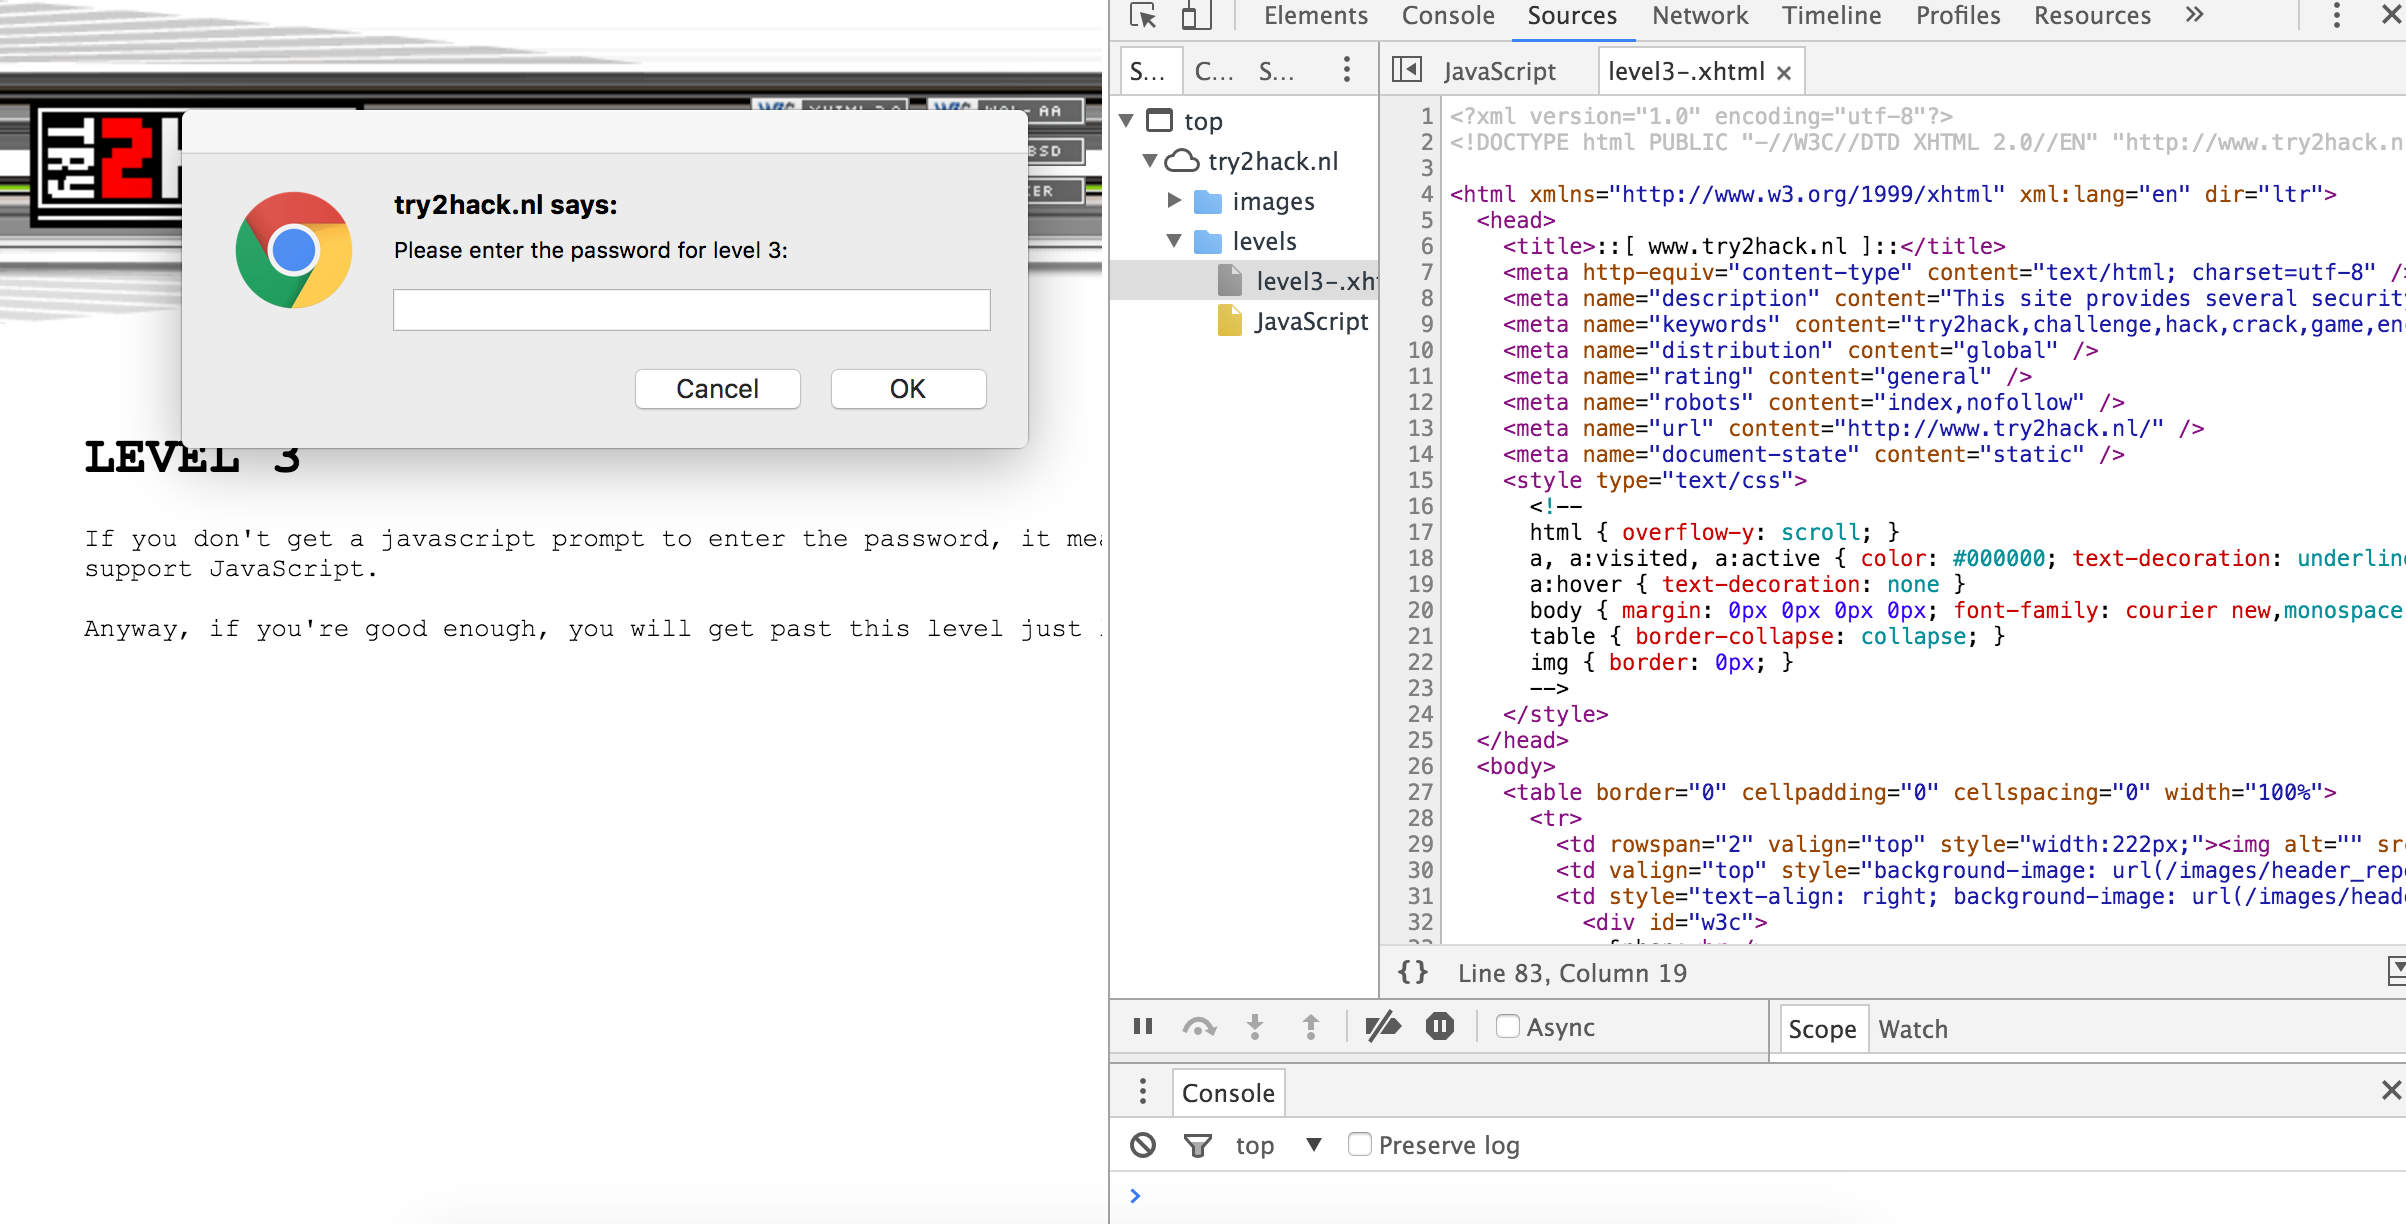 TRY
2
W3C XHTML 2.0
W3C WAI-AA
BSD
KER
try2hack.nl says:
Please enter the password for level 3:
Cancel
OK
LEVEL 3
If you don't get a javascript prompt to enter the password, it mea
support JavaScript.
Anyway, if you're good enough, you will get past this level just
Elements Console Sources Network Timeline Profiles Resources »
S... C... S...
top
try2hack.nl
images
levels
level3-.xh
JavaScript
JavaScript level3-.xhtml ×
1 <?xml version="1.0" encoding="utf-8"?>
2 <!DOCTYPE html PUBLIC "-//W3C//DTD XHTML 2.0//EN" "http://www.try2hack.n
3
4 <html xmlns="http://www.w3.org/1999/xhtml" xml:lang="en" dir="ltr">
5 <head>
6 <title>::[ www.try2hack.nl ]::</title>
7 <meta http-equiv="content-type" content="text/html; charset=utf-8" />
8 <meta name="description" content="This site provides several security
9 <meta name="keywords" content="try2hack,challenge,hack,crack,game,en
10 <meta name="distribution" content="global" />
11 <meta name="rating" content="general" />
12 <meta name="robots" content="index,nofollow" />
13 <meta name="url" content="http://www.try2hack.nl/" />
14 <meta name="document-state" content="static" />
15 <style type="text/css">
16 <!--
17 html { overflow-y: scroll; }
18 a, a:visited, a:active { color: #000000; text-decoration: underlin
19 a:hover { text-decoration: none }
20 body { margin: 0px 0px 0px 0px; font-family: courier new,monospace
21 table { border-collapse: collapse; }
22 img { border: 0px; }
23 -->
24 </style>
25 </head>
26 <body>
27 <table border="0" cellpadding="0" cellspacing="0" width="100%">
28 <tr>
29 <td rowspan="2" valign="top" style="width:222px;"><img alt="" sr
30 <td valign="top" style="background-image: url(/images/header_rep
31 <td style="text-align: right; background-image: url(/images/head
32 <div id="w3c">
{} Line 83, Column 19
Async
Scope Watch
Console
top ▼ Preserve log
>